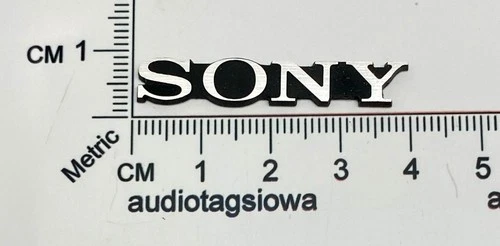 CM 1
SONY
Metric
CM 1 2 3 4 5
audiotagsiowa a